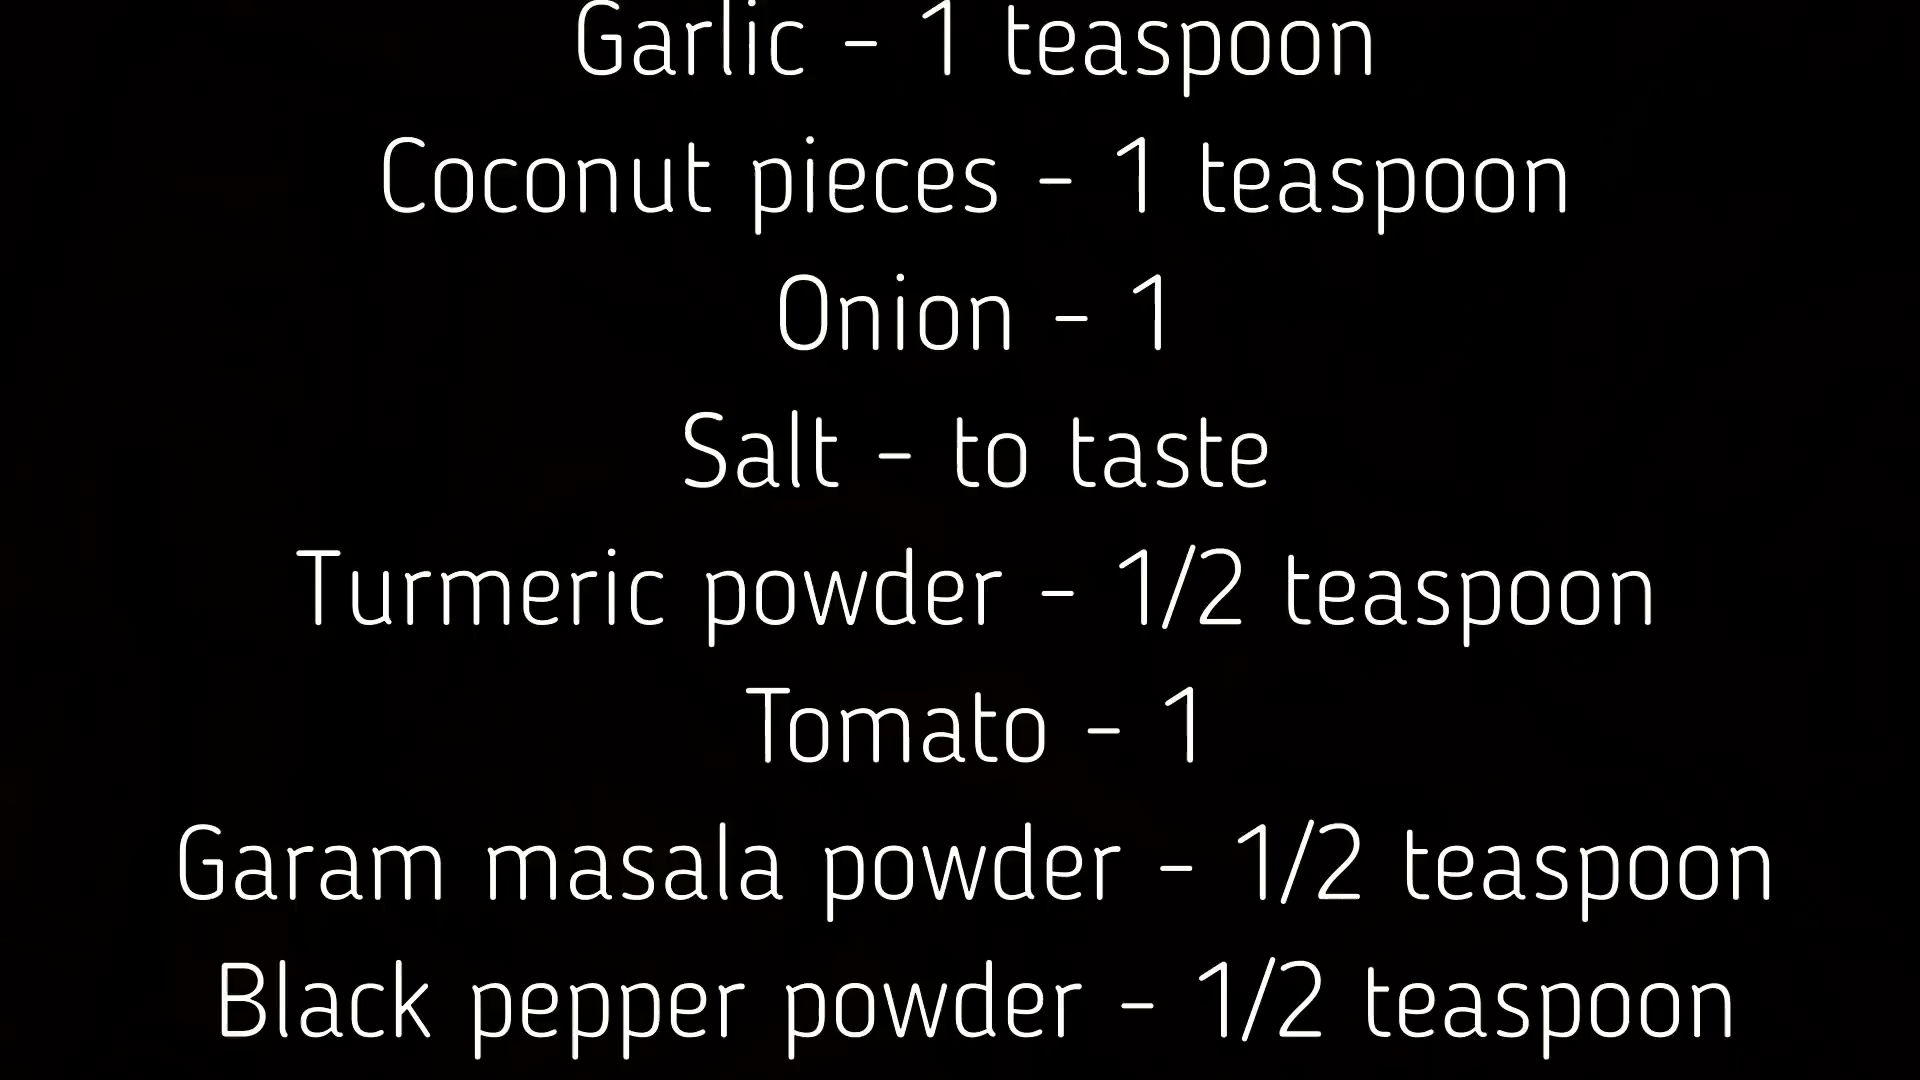 Garlic - 1 teaspoon
Coconut pieces - 1 teaspoon
Onion - 1
Salt - to taste
Turmeric powder - 1/2 teaspoon
Tomato - 1
Garam masala powder - 1/2 teaspoon
Black pepper powder - 1/2 teaspoon